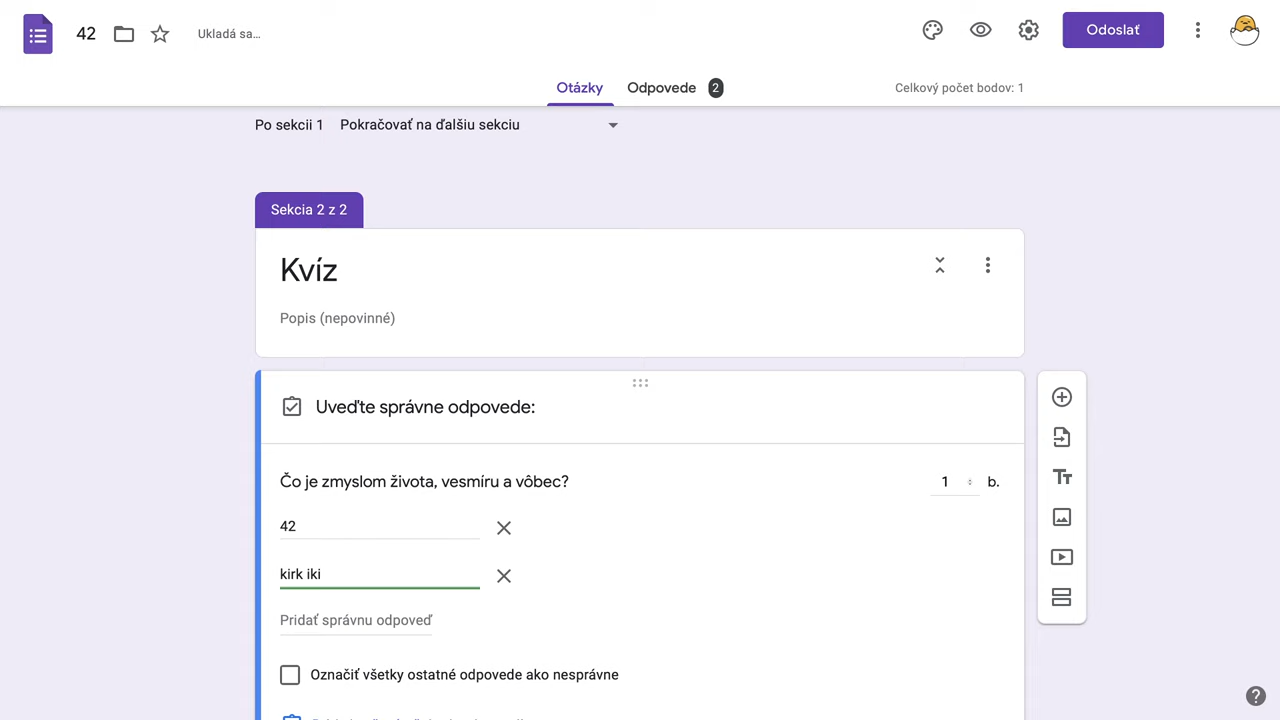 42
Ukladá sa...
Odoslať
Otázky
Odpovede
2
Celkový počet bodov: 1
Po sekcii 1
Pokračovať na ďalšiu sekciu
Sekcia 2 z 2
Kvíz
Popis (nepovinné)
Uveďte správne odpovede:
Čo je zmyslom života, vesmíru a vôbec?
1 b.
42
kirk iki
Pridať správnu odpoveď
Označiť všetky ostatné odpovede ako nesprávne